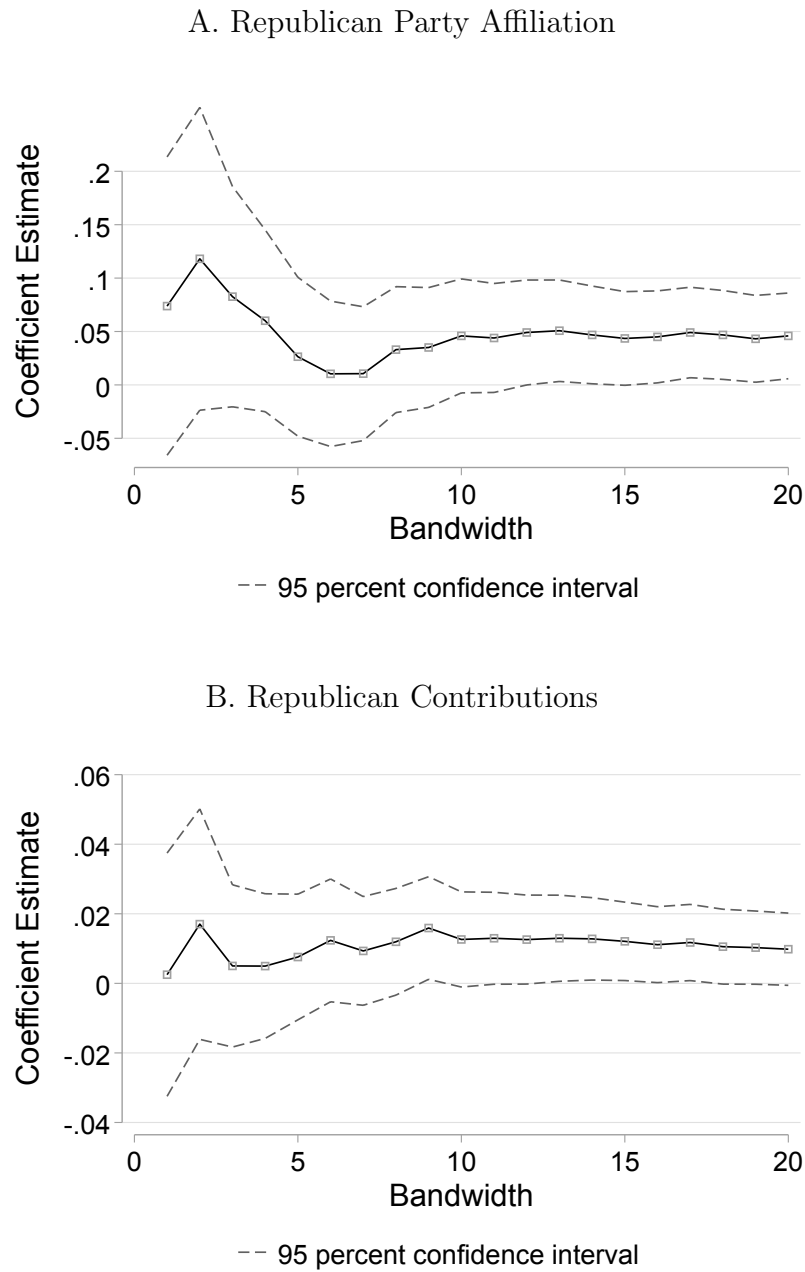 A. Republican Party Affiliation
Coefficient Estimate
.2
.15
.1
.05
0
-.05
0 5 10 15 20
Bandwidth
95 percent confidence interval
B. Republican Contributions
Coefficient Estimate
.06
.04
.02
0
-.02
-.04
0 5 10 15 20
Bandwidth
95 percent confidence interval